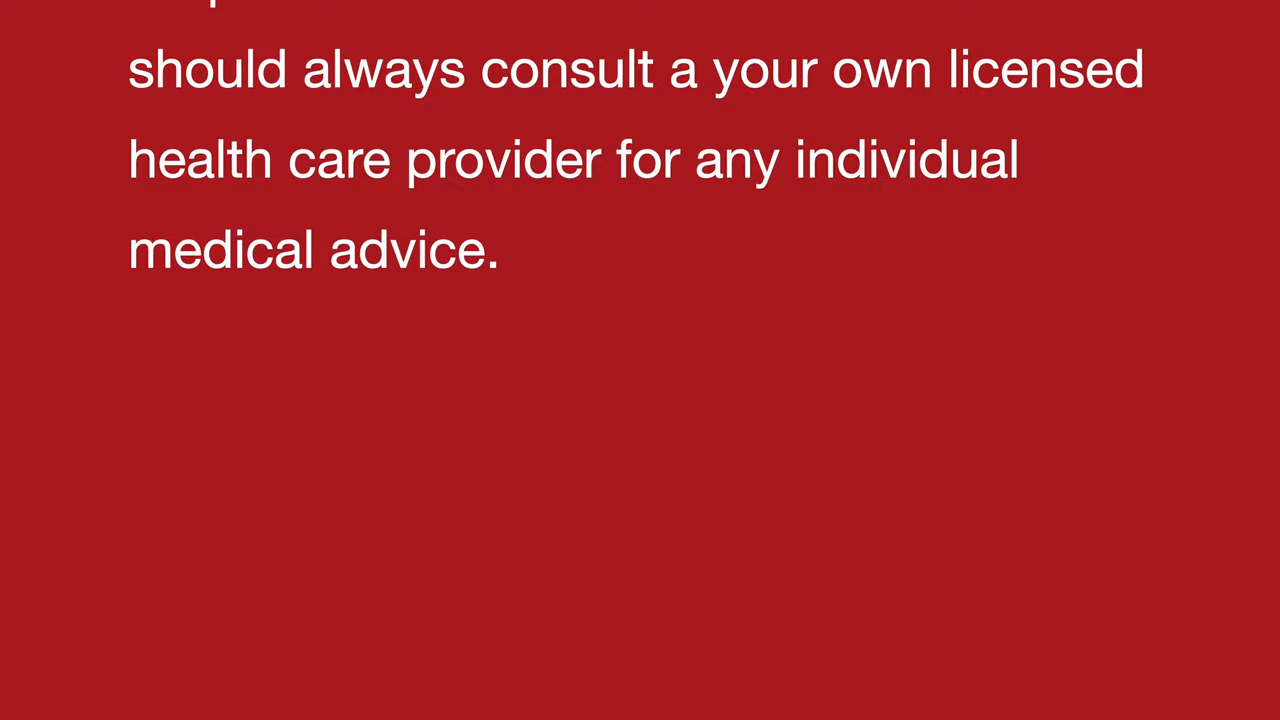 should always consult a your own licensed
health care provider for any individual
medical advice.